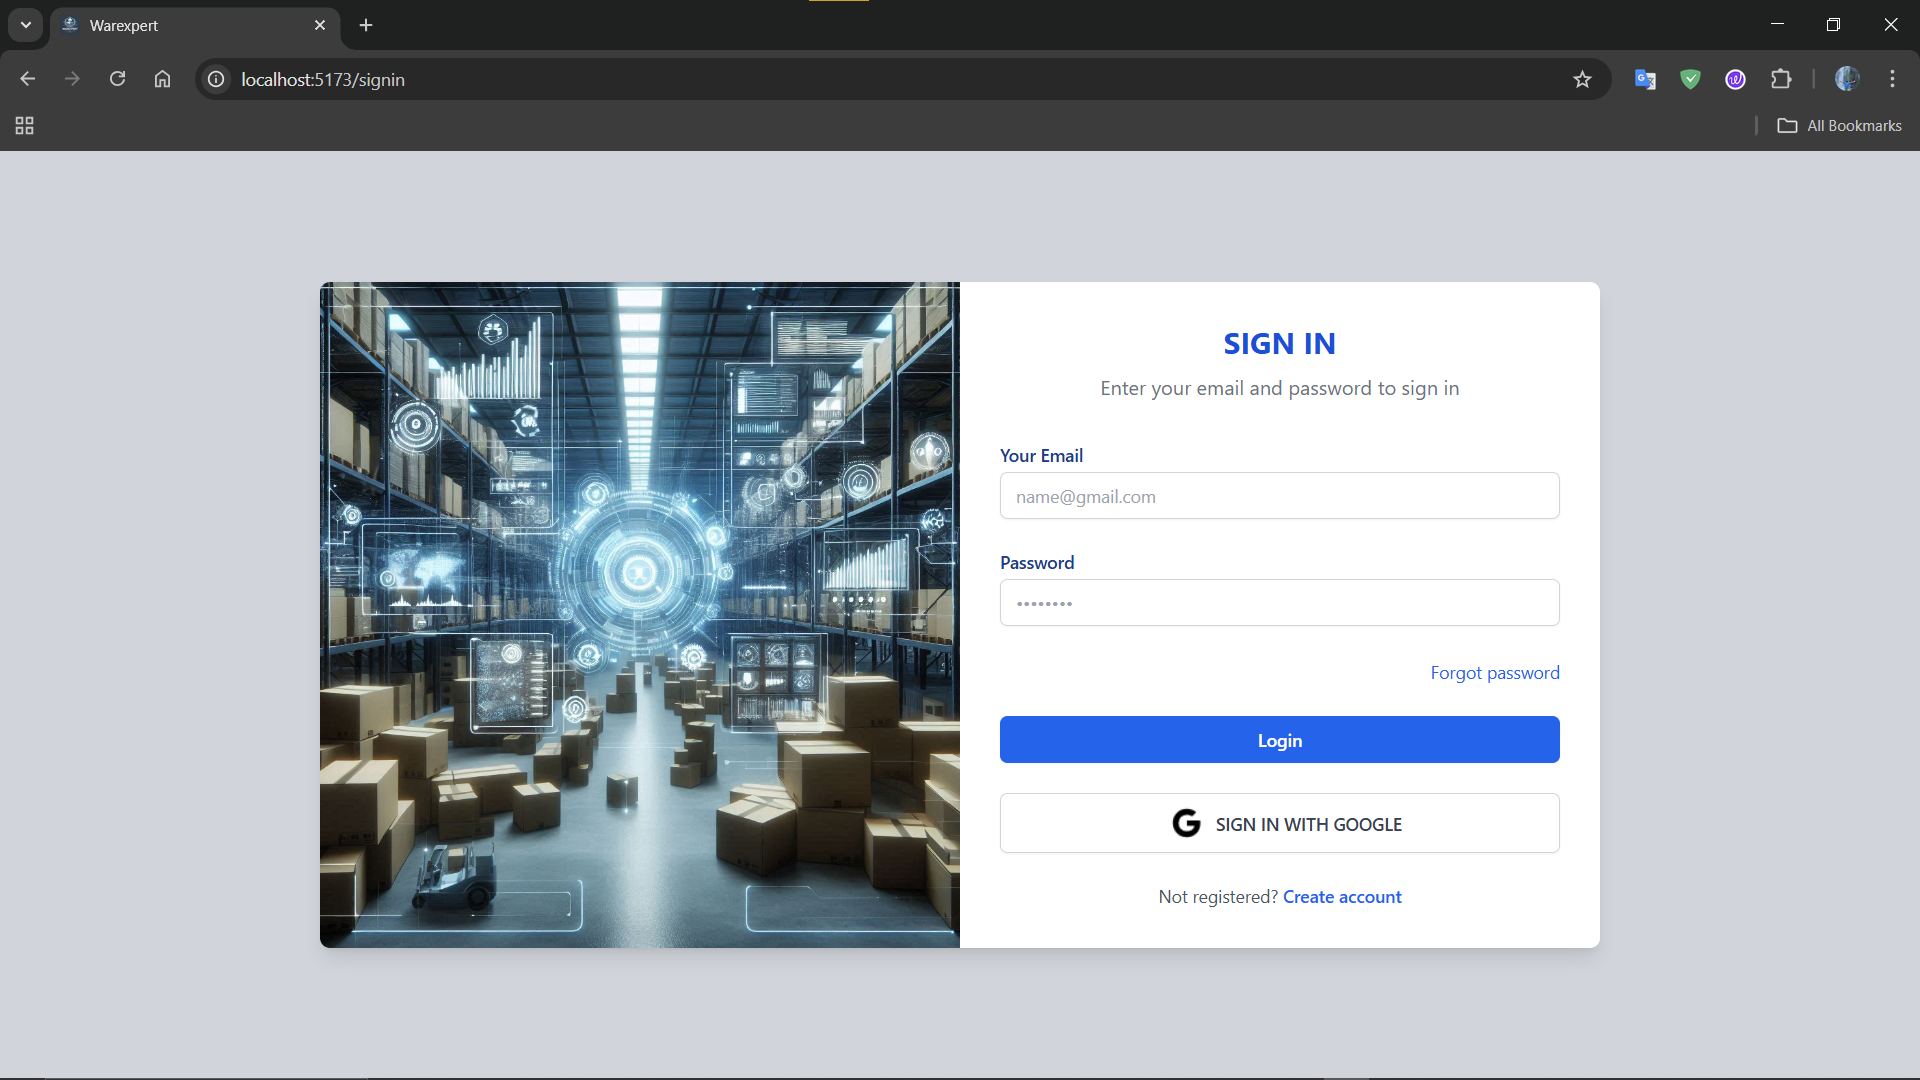 Warexpert
localhost:5173/signin
All Bookmarks
SIGN IN
Enter your email and password to sign in
Your Email
name@gmail.com
Password
••••••••
Forgot password
Login
G SIGN IN WITH GOOGLE
Not registered? Create account